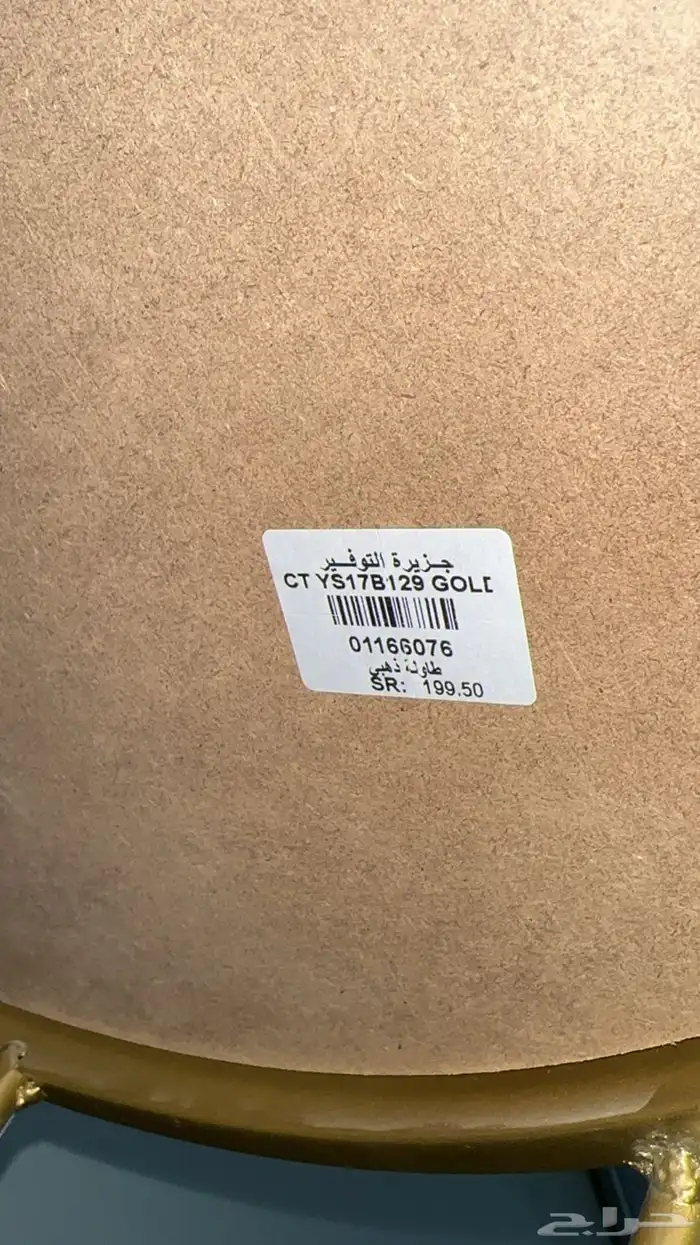 جزيرة التوفير
CT YS17B129 GOLD
01166076
طاولة ذهبي
SR: 199.50
حراج